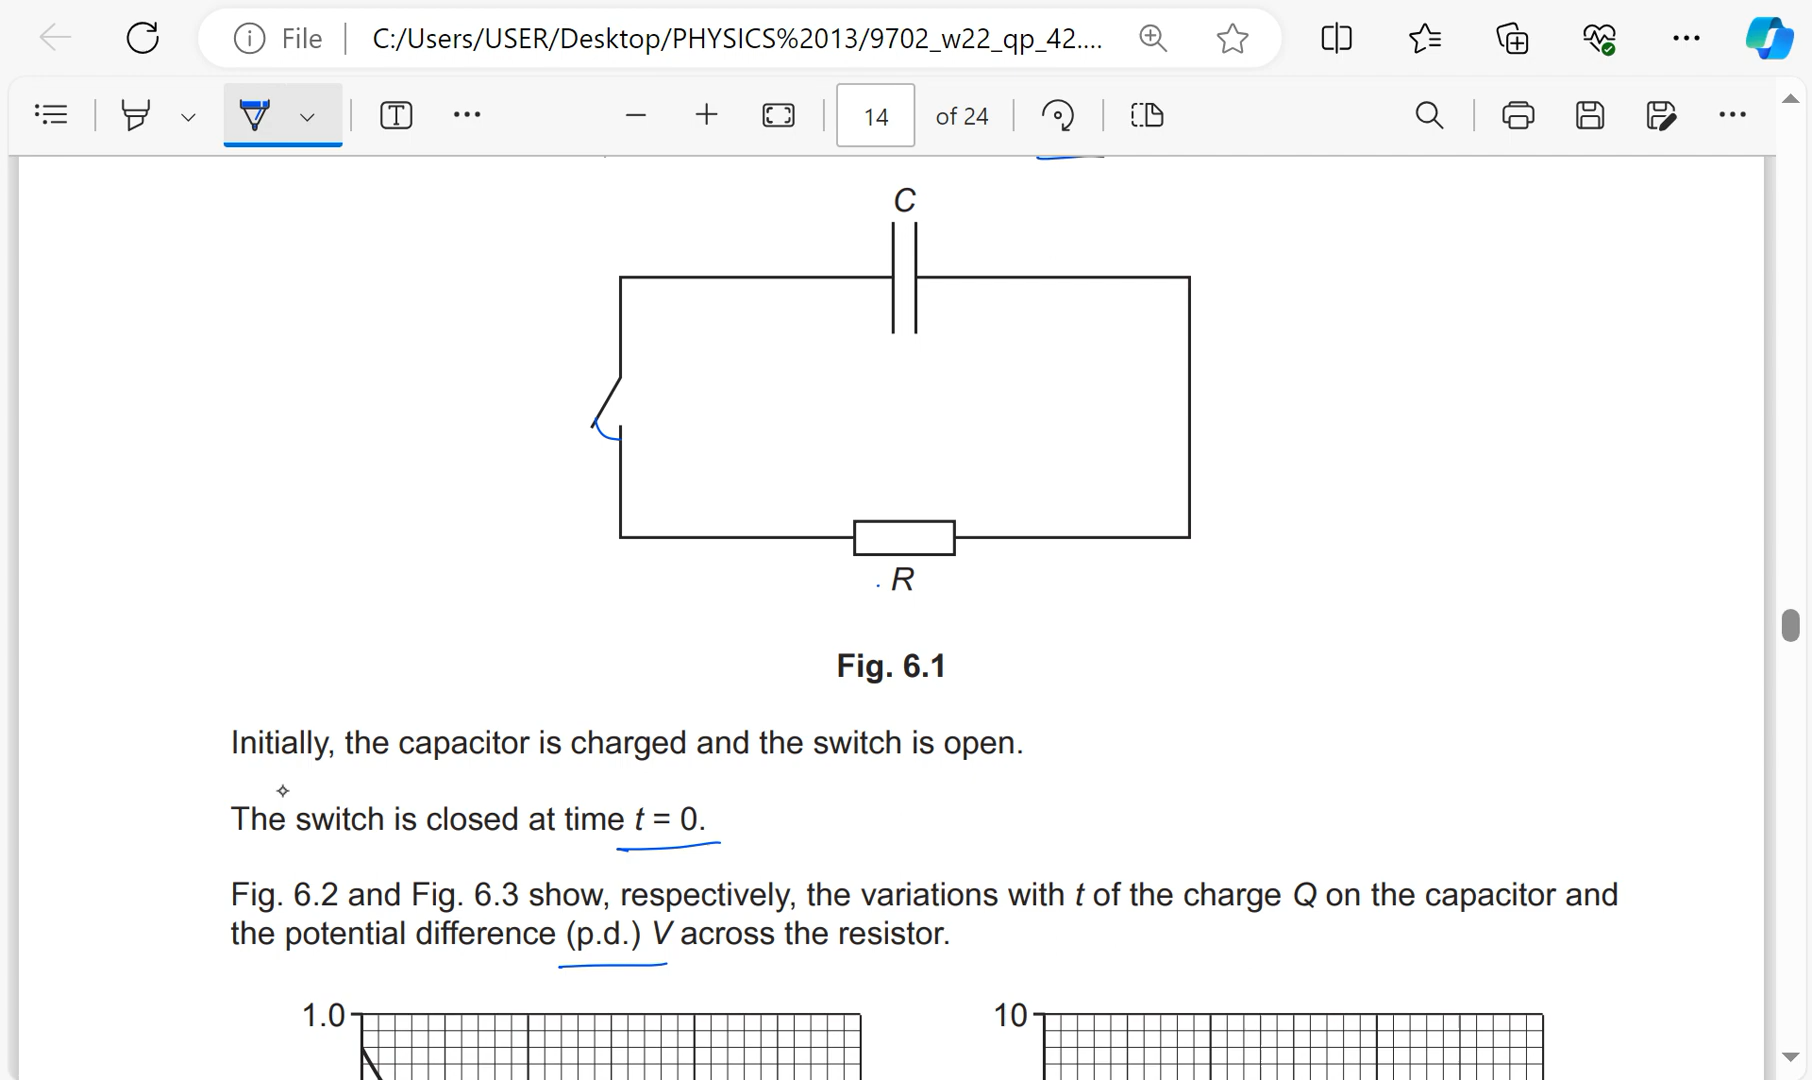 File
C:/Users/USER/Desktop/PHYSICS%2013/9702_w22_qp_42....
14 of 24
C
R
Fig. 6.1
Initially, the capacitor is charged and the switch is open.
The switch is closed at time t = 0.
Fig. 6.2 and Fig. 6.3 show, respectively, the variations with t of the charge Q on the capacitor and
the potential difference (p.d.) V across the resistor.
1.0
10